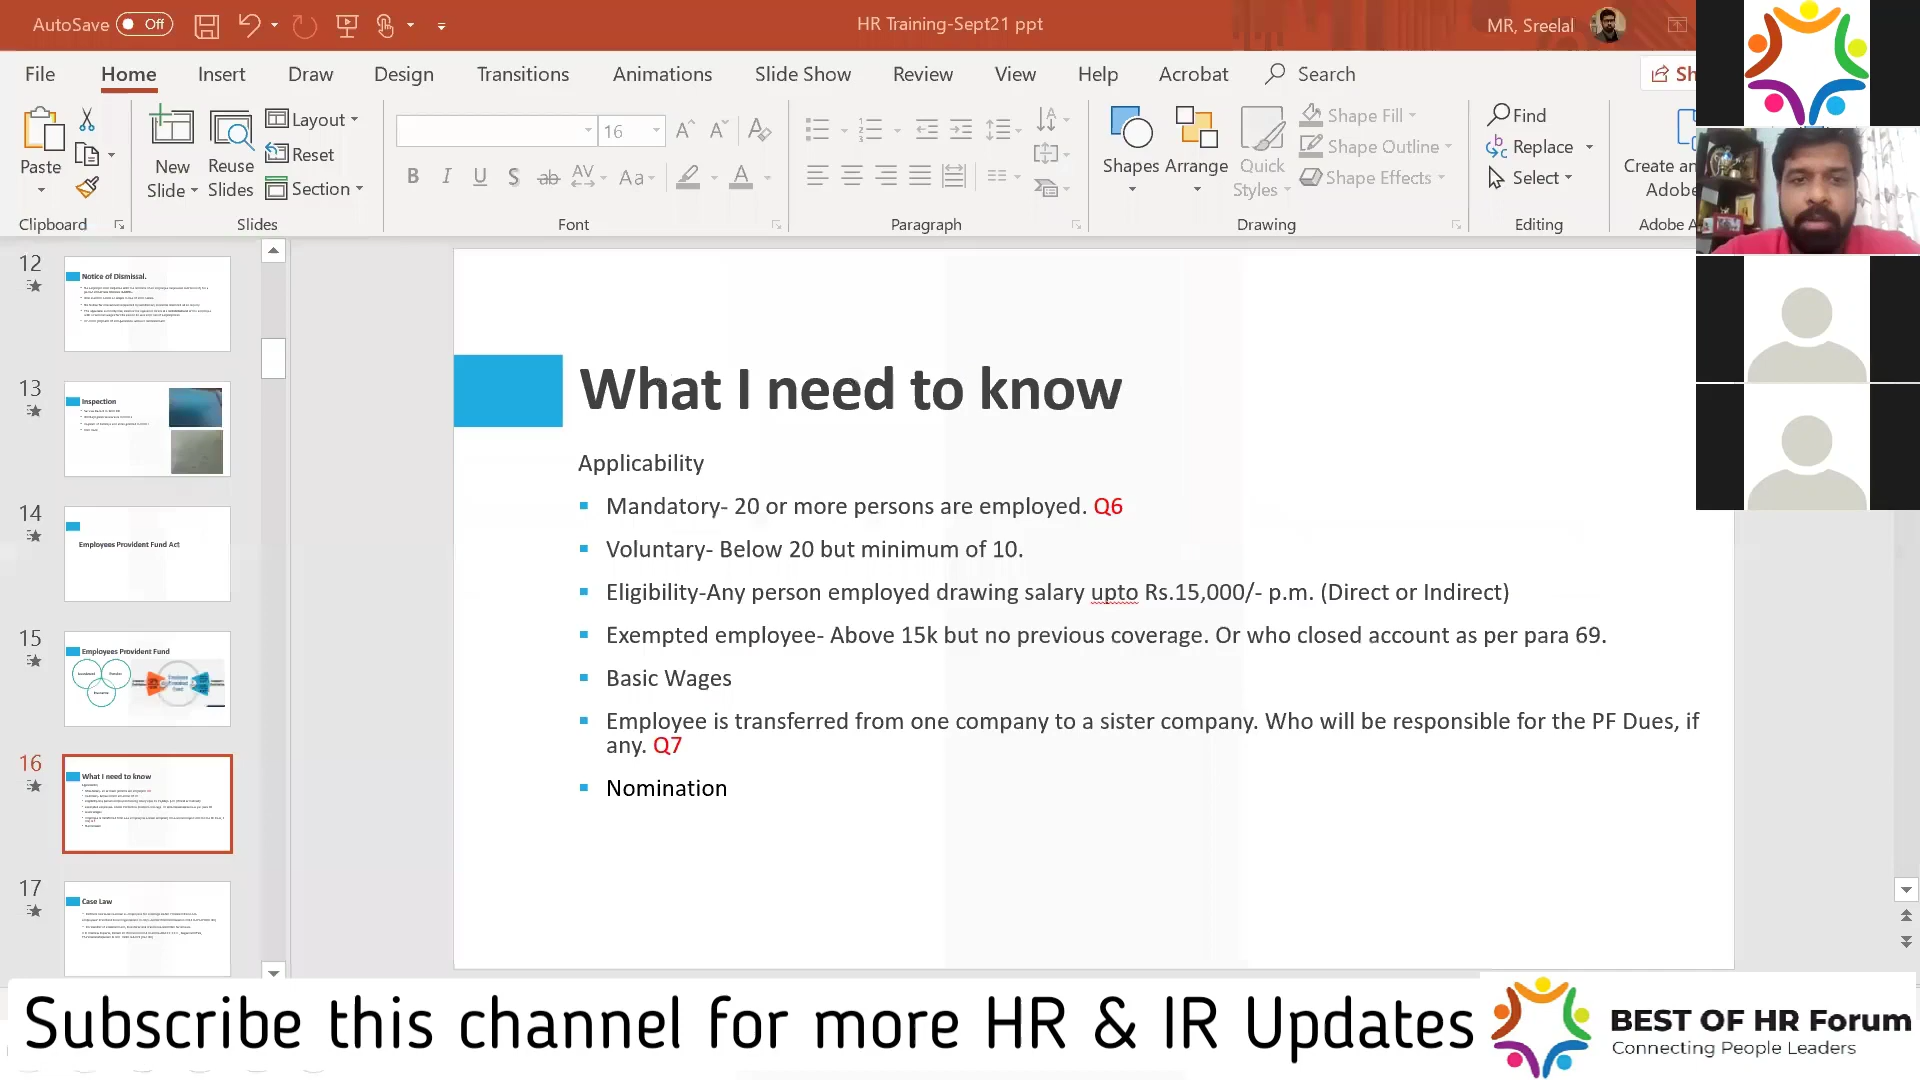 AutoSave Off
HR Training-Sept21 ppt
MR, Sreelal
File Home Insert Draw Design Transitions Animations Slide Show Review View Help Acrobat Search
Paste
New
Slide
Reuse
Slides
Layout
Reset
Section
16
Shapes
Arrange
Quick
Styles
Shape Fill
Shape Outline
Shape Effects
Find
Replace
Select
Clipboard
Slides
Font
Paragraph
Drawing
Editing
12
Notice of Dismissal.
13
Inspection
14
Employees Provident Fund Act
15
Employees Provident Fund
16
What I need to know
17
Case Law
What I need to know
Applicability
Mandatory- 20 or more persons are employed. Q6
Voluntary- Below 20 but minimum of 10.
Eligibility-Any person employed drawing salary upto Rs.15,000/- p.m. (Direct or Indirect)
Exempted employee- Above 15k but no previous coverage. Or who closed account as per para 69.
Basic Wages
Employee is transferred from one company to a sister company. Who will be responsible for the PF Dues, if
any. Q7
Nomination
Subscribe this channel for more HR & IR Updates
BEST OF HR Forum
Connecting People Leaders